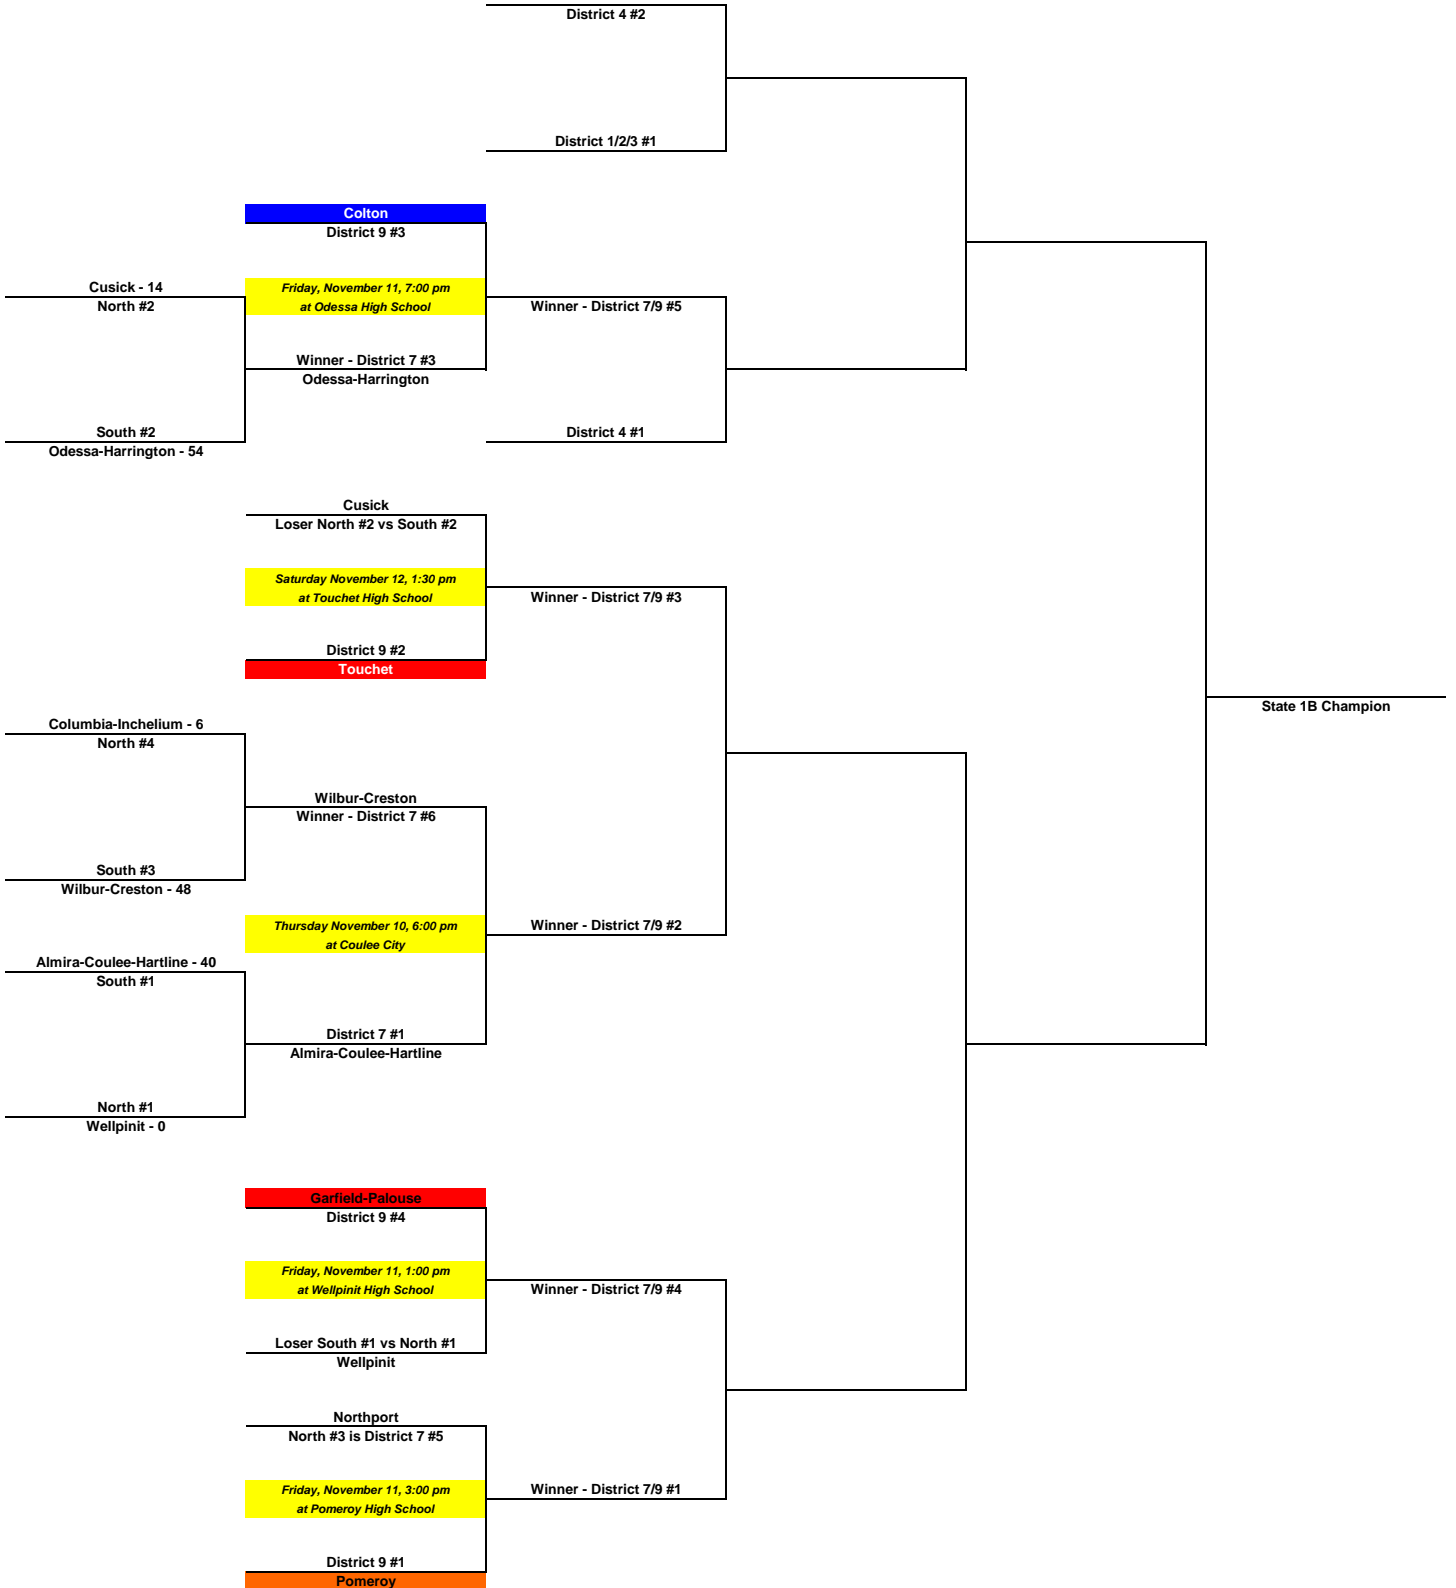 District 4 #2
District 1/2/3 #1
Colton
District 9 #3
Cusick - 14
North #2
Friday, November 11, 7:00 pm
at Odessa High School
Winner - District 7/9 #5
Winner - District 7 #3
Odessa-Harrington
South #2
Odessa-Harrington - 54
District 4 #1
Cusick
Loser North #2 vs South #2
Saturday November 12, 1:30 pm
at Touchet High School
Winner - District 7/9 #3
District 9 #2
Touchet
State 1B Champion
Columbia-Inchelium - 6
North #4
Wilbur-Creston
Winner - District 7 #6
South #3
Wilbur-Creston - 48
Thursday November 10, 6:00 pm
at Coulee City
Winner - District 7/9 #2
Almira-Coulee-Hartline - 40
South #1
District 7 #1
Almira-Coulee-Hartline
North #1
Wellpinit - 0
Garfield-Palouse
District 9 #4
Friday, November 11, 1:00 pm
at Wellpinit High School
Winner - District 7/9 #4
Loser South #1 vs North #1
Wellpinit
Northport
North #3 is District 7 #5
Friday, November 11, 3:00 pm
at Pomeroy High School
Winner - District 7/9 #1
District 9 #1
Pomeroy